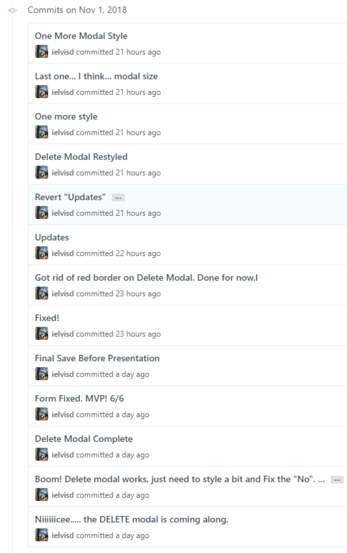 Commits on Nov 1, 2018
One More Modal Style
ielvisd committed 21 hours ago
Last one... I think... modal size
ielvisd committed 21 hours ago
One more style
ielvisd committed 21 hours ago
Delete Modal Restyled
ielvisd committed 21 hours ago
Revert "Updates" ...
ielvisd committed 21 hours ago
Updates
ielvisd committed 22 hours ago
Got rid of red border on Delete Modal. Done for now.l
ielvisd committed 23 hours ago
Fixed!
ielvisd committed 23 hours ago
Final Save Before Presentation
ielvisd committed a day ago
Form Fixed. MVP! 6/6
ielvisd committed a day ago
Delete Modal Complete
ielvisd committed a day ago
Boom! Delete modal works, just need to style a bit and Fix the "No". ... ...
ielvisd committed a day ago
Niiiiiicee..... the DELETE modal is coming along.
ielvisd committed a day ago